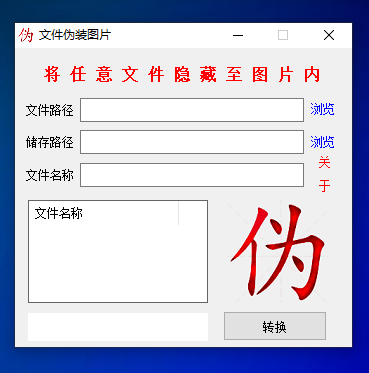 伪 文件伪装图片
将任意文件隐藏至图片内
文件路径 浏览
储存路径 浏览
文件名称 关于
文件名称
伪
转换